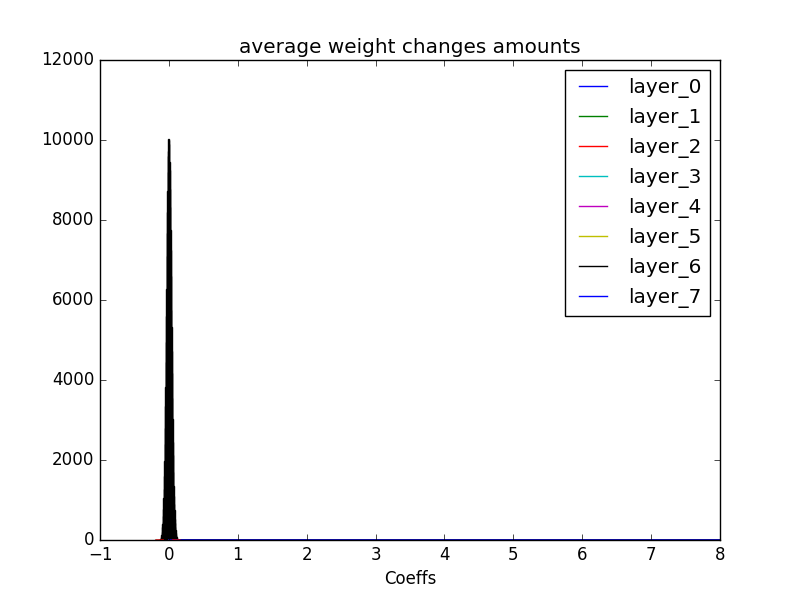 average weight changes amounts
12000
10000
8000
6000
4000
2000
0
−1 0 1 2 3 4 5 6 7 8
Coeffs
layer_0
layer_1
layer_2
layer_3
layer_4
layer_5
layer_6
layer_7